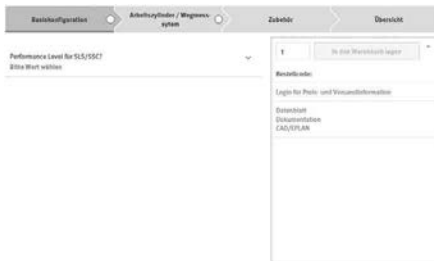 Basiskonfiguration
Arbeitszylinder / Wegmess-
system
Zubehör
Übersicht
Performance Level für SLS/SSC?
Bitte Wert wählen
1
In den Warenkorb legen
Bestellcode:
Login für Preis- und Versandinformation
Datenblatt
Dokumentation
CAD/EPLAN